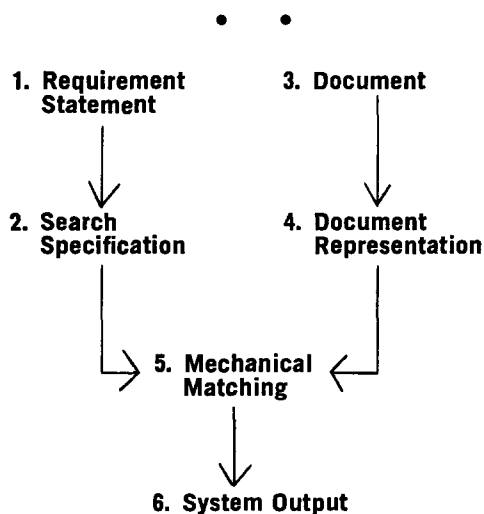 1. Requirement
Statement
3. Document
2. Search
Specification
4. Document
Representation
5. Mechanical
Matching
6. System Output